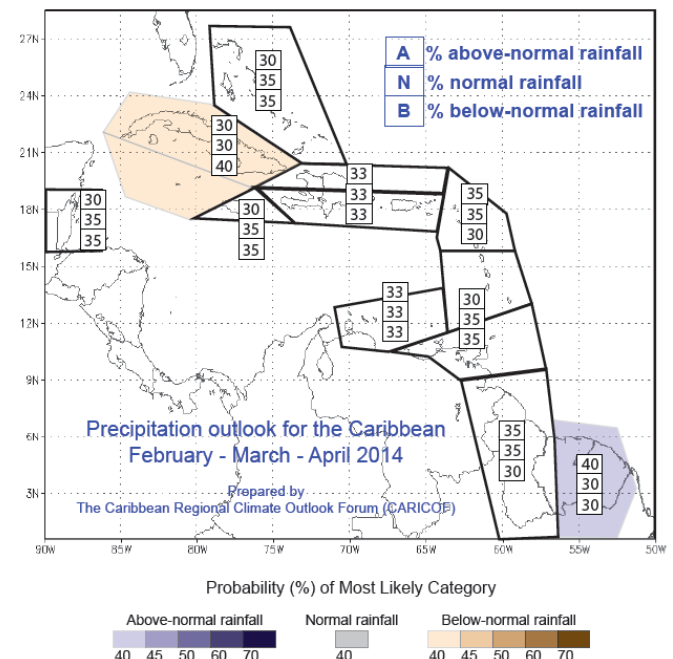 27N
24N
21N
18N
15N
12N
9N
6N
3N
A % above-normal rainfall
N % normal rainfall
B % below-normal rainfall
30
35
35
30
30
40
33
33
33
35
35
30
30
35
35
30
35
35
33
33
33
30
35
35
35
35
30
40
30
30
Precipitation outlook for the Caribbean
February - March - April 2014
Prepared by
The Caribbean Regional Climate Outlook Forum (CARICOF)
90W 85W 80W 75W 70W 65W 60W 55W 50W
Probability (%) of Most Likely Category
Above-normal rainfall Normal rainfall Below-normal rainfall
40 45 50 60 70 40 40 45 50 60 70